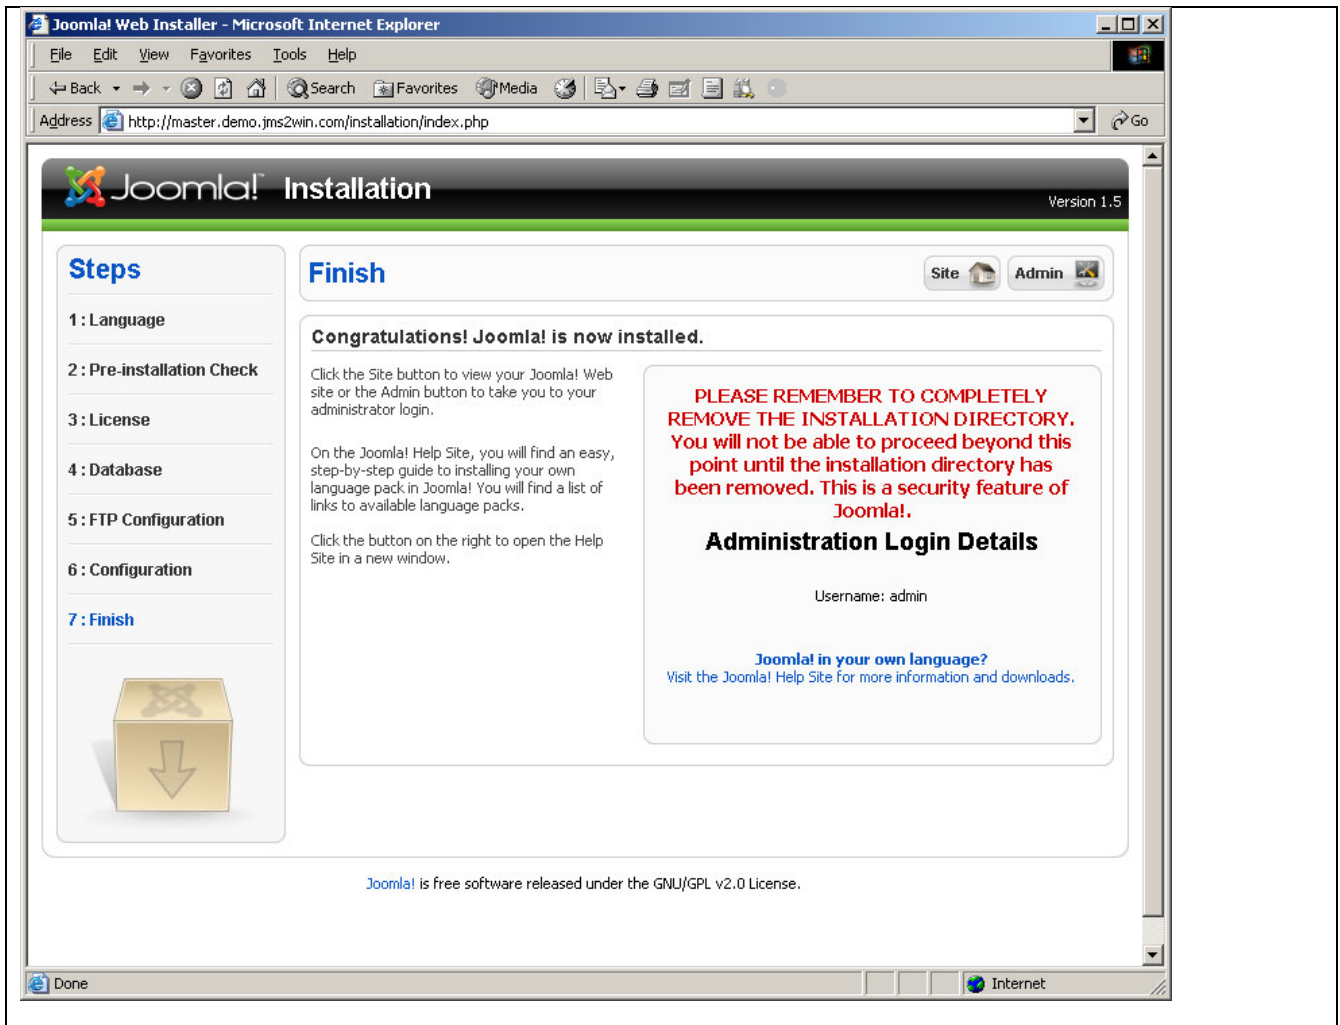 Joomla! Web Installer - Microsoft Internet Explorer
File Edit View Favorites Tools Help
Back Search Favorites Media
Address http://master.demo.jms2win.com/installation/index.php Go
Joomla!™ Installation
Version 1.5
Steps
1 : Language
2 : Pre-installation Check
3 : License
4 : Database
5 : FTP Configuration
6 : Configuration
7 : Finish
Finish
Site Admin
Congratulations! Joomla! is now installed.
Click the Site button to view your Joomla! Web
site or the Admin button to take you to your
administrator login.
On the Joomla! Help Site, you will find an easy,
step-by-step guide to installing your own
language pack in Joomla! You will find a list of
links to available language packs.
Click the button on the right to open the Help
Site in a new window.
PLEASE REMEMBER TO COMPLETELY
REMOVE THE INSTALLATION DIRECTORY.
You will not be able to proceed beyond this
point until the installation directory has
been removed. This is a security feature of
Joomla!.
Administration Login Details
Username: admin
Joomla! in your own language?
Visit the Joomla! Help Site for more information and downloads.
Joomla! is free software released under the GNU/GPL v2.0 License.
Done Internet